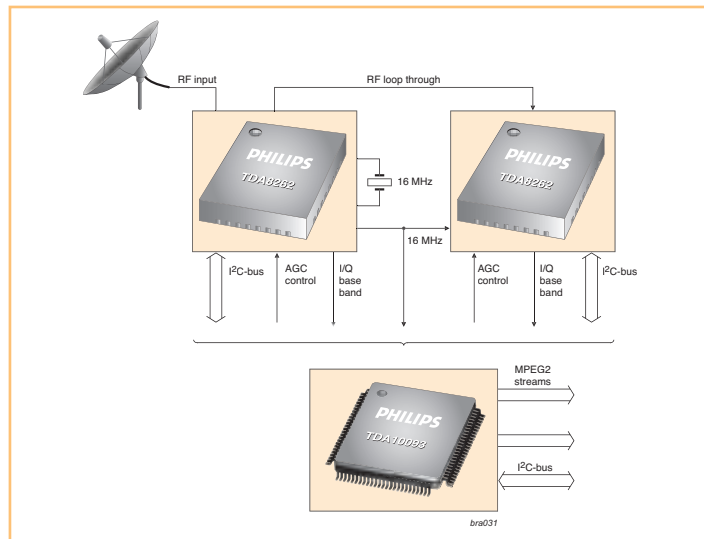 RF input
RF loop through
PHILIPS
TDA8262
16 MHz
PHILIPS
TDA8262
16 MHz
I²C-bus
AGC
control
I/Q
base
band
AGC
control
I/Q
base
band
I²C-bus
PHILIPS
TDA10093
MPEG2
streams
I²C-bus
bra031